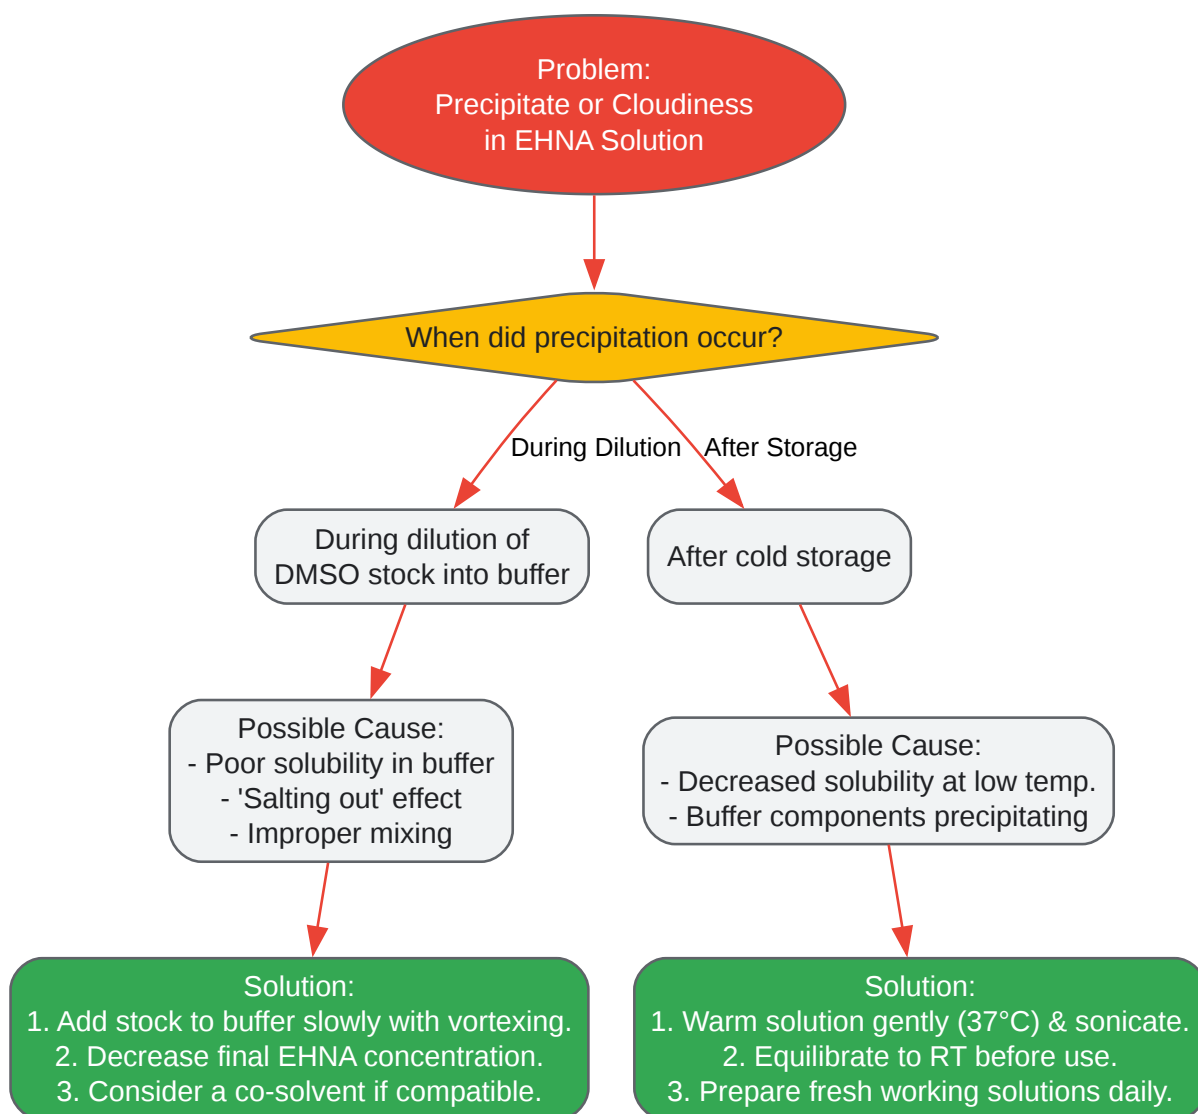 Problem:
Precipitate or Cloudiness
in EHNA Solution
When did precipitation occur?
During Dilution
After Storage
During dilution of
DMSO stock into buffer
After cold storage
Possible Cause:
- Poor solubility in buffer
- 'Salting out' effect
- Improper mixing
Possible Cause:
- Decreased solubility at low temp.
- Buffer components precipitating
Solution:
1. Add stock to buffer slowly with vortexing.
2. Decrease final EHNA concentration.
3. Consider a co-solvent if compatible.
Solution:
1. Warm solution gently (37°C) & sonicate.
2. Equilibrate to RT before use.
3. Prepare fresh working solutions daily.